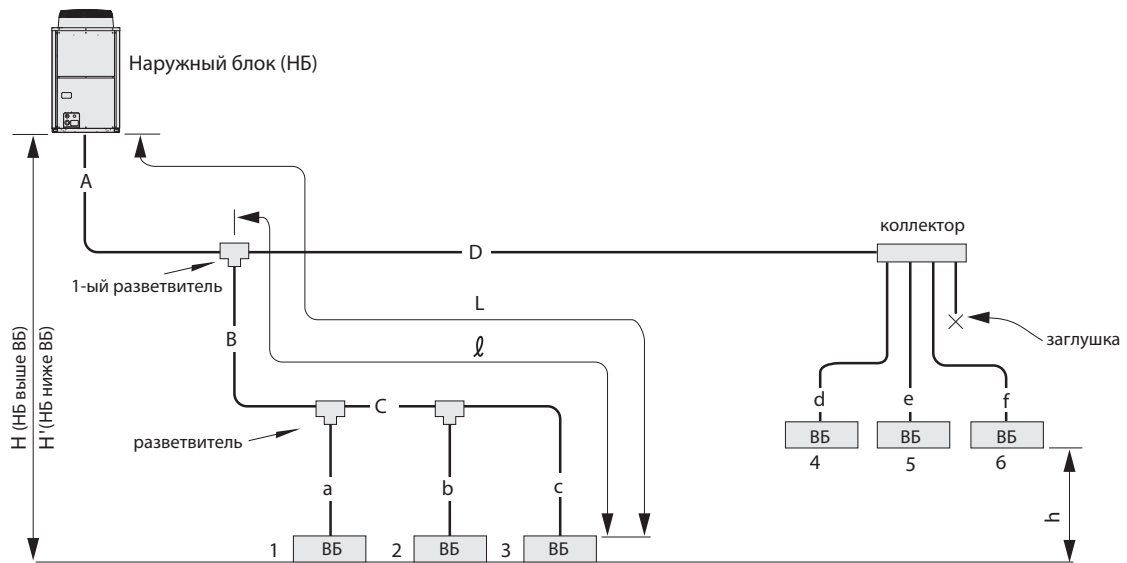 Наружный блок (НБ)
A
коллектор
D
1-ый разветвитель
L
B
заглушка
ℓ
H (НБ выше ВБ)
H'(НБ ниже ВБ)
C
d
e
f
разветвитель
ВБ
ВБ
ВБ
4
5
6
a
b
c
h
1
ВБ
2
ВБ
3
ВБ